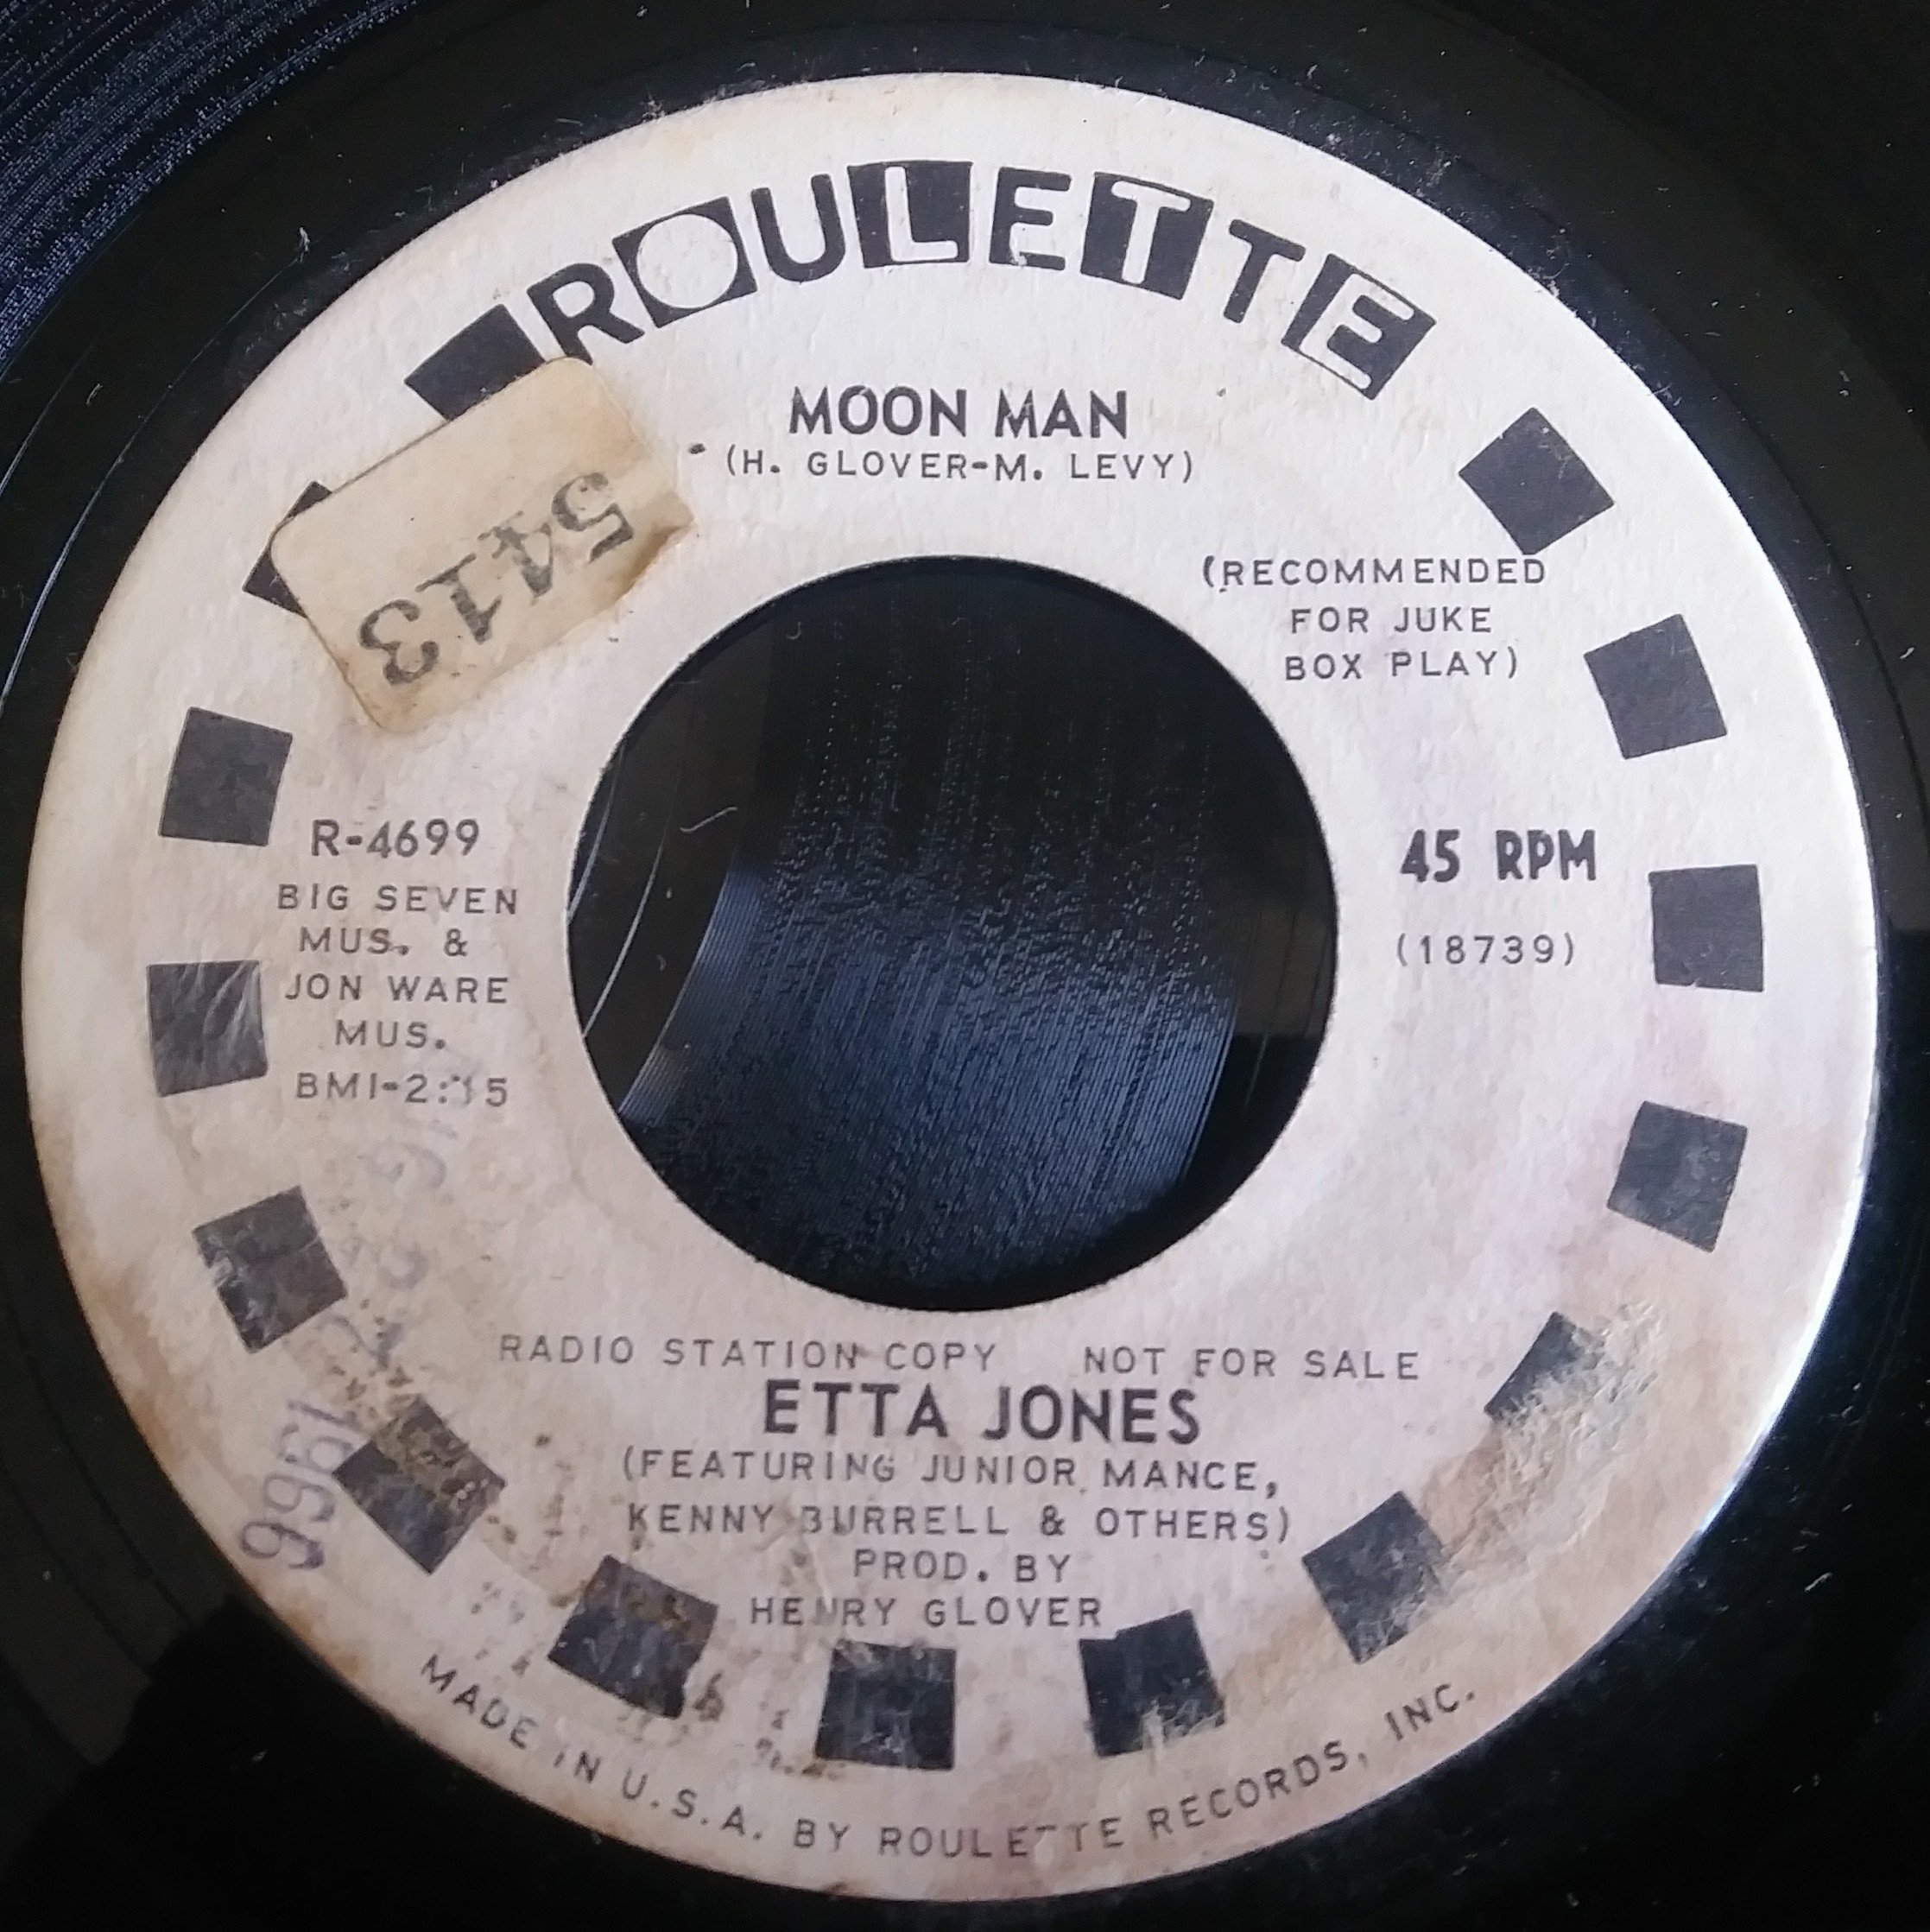 ROULETTE
MOON MAN
(H. GLOVER-M. LEVY)
5413
(RECOMMENDED
FOR JUKE
BOX PLAY)
R-4699
BIG SEVEN
MUS. &
JON WARE
MUS.
BMI-2:15
45 RPM
(18739)
RADIO STATION COPY NOT FOR SALE
ETTA JONES
(FEATURING JUNIOR MANCE,
KENNY BURRELL & OTHERS)
PROD. BY
HENRY GLOVER
1966
MADE IN U.S.A. BY ROULETTE RECORDS, INC.